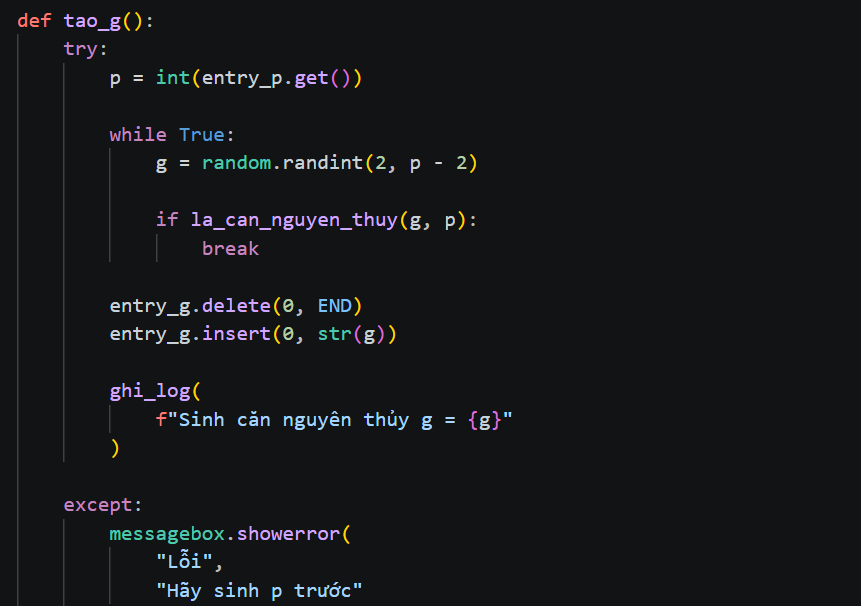 def tao_g():
    try:
        p = int(entry_p.get())
        while True:
            g = random.randint(2, p - 2)
            if la_can_nguyen_thuy(g, p):
                break
        entry_g.delete(0, END)
        entry_g.insert(0, str(g))
        ghi_log(
            f"Sinh căn nguyên thủy g = {g}"
        )
    except:
        messagebox.showerror(
            "Lỗi",
            "Hãy sinh p trước"